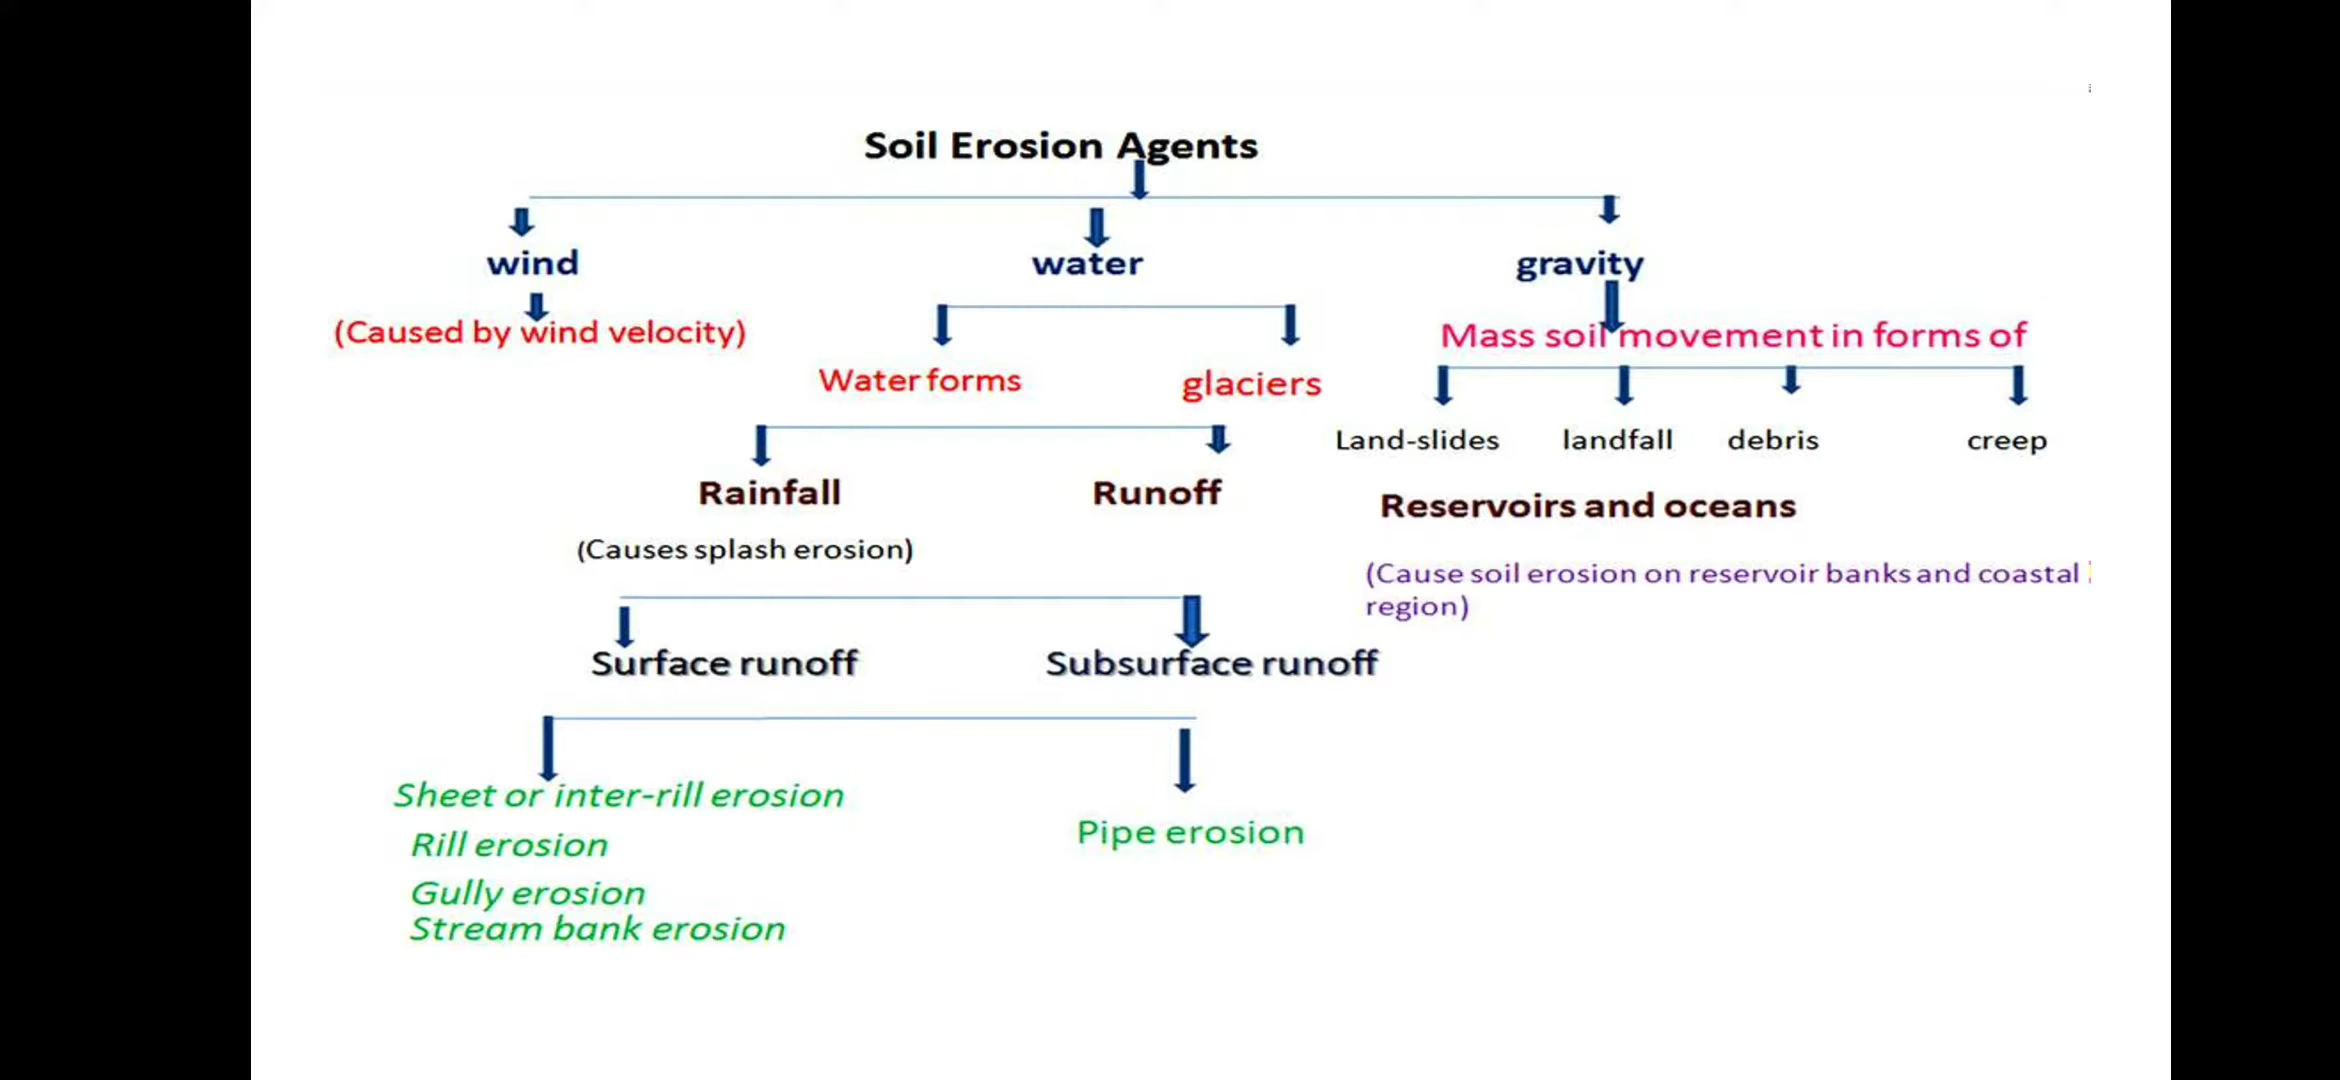 Soil Erosion Agents
wind
water
gravity
(Caused by wind velocity)
Mass soil movement in forms of
Water forms
glaciers
Land-slides
landfall
debris
creep
Rainfall
Runoff
Reservoirs and oceans
(Causes splash erosion)
(Cause soil erosion on reservoir banks and coastal
region)
Surface runoff
Subsurface runoff
Sheet or inter-rill erosion
Rill erosion
Pipe erosion
Gully erosion
Stream bank erosion